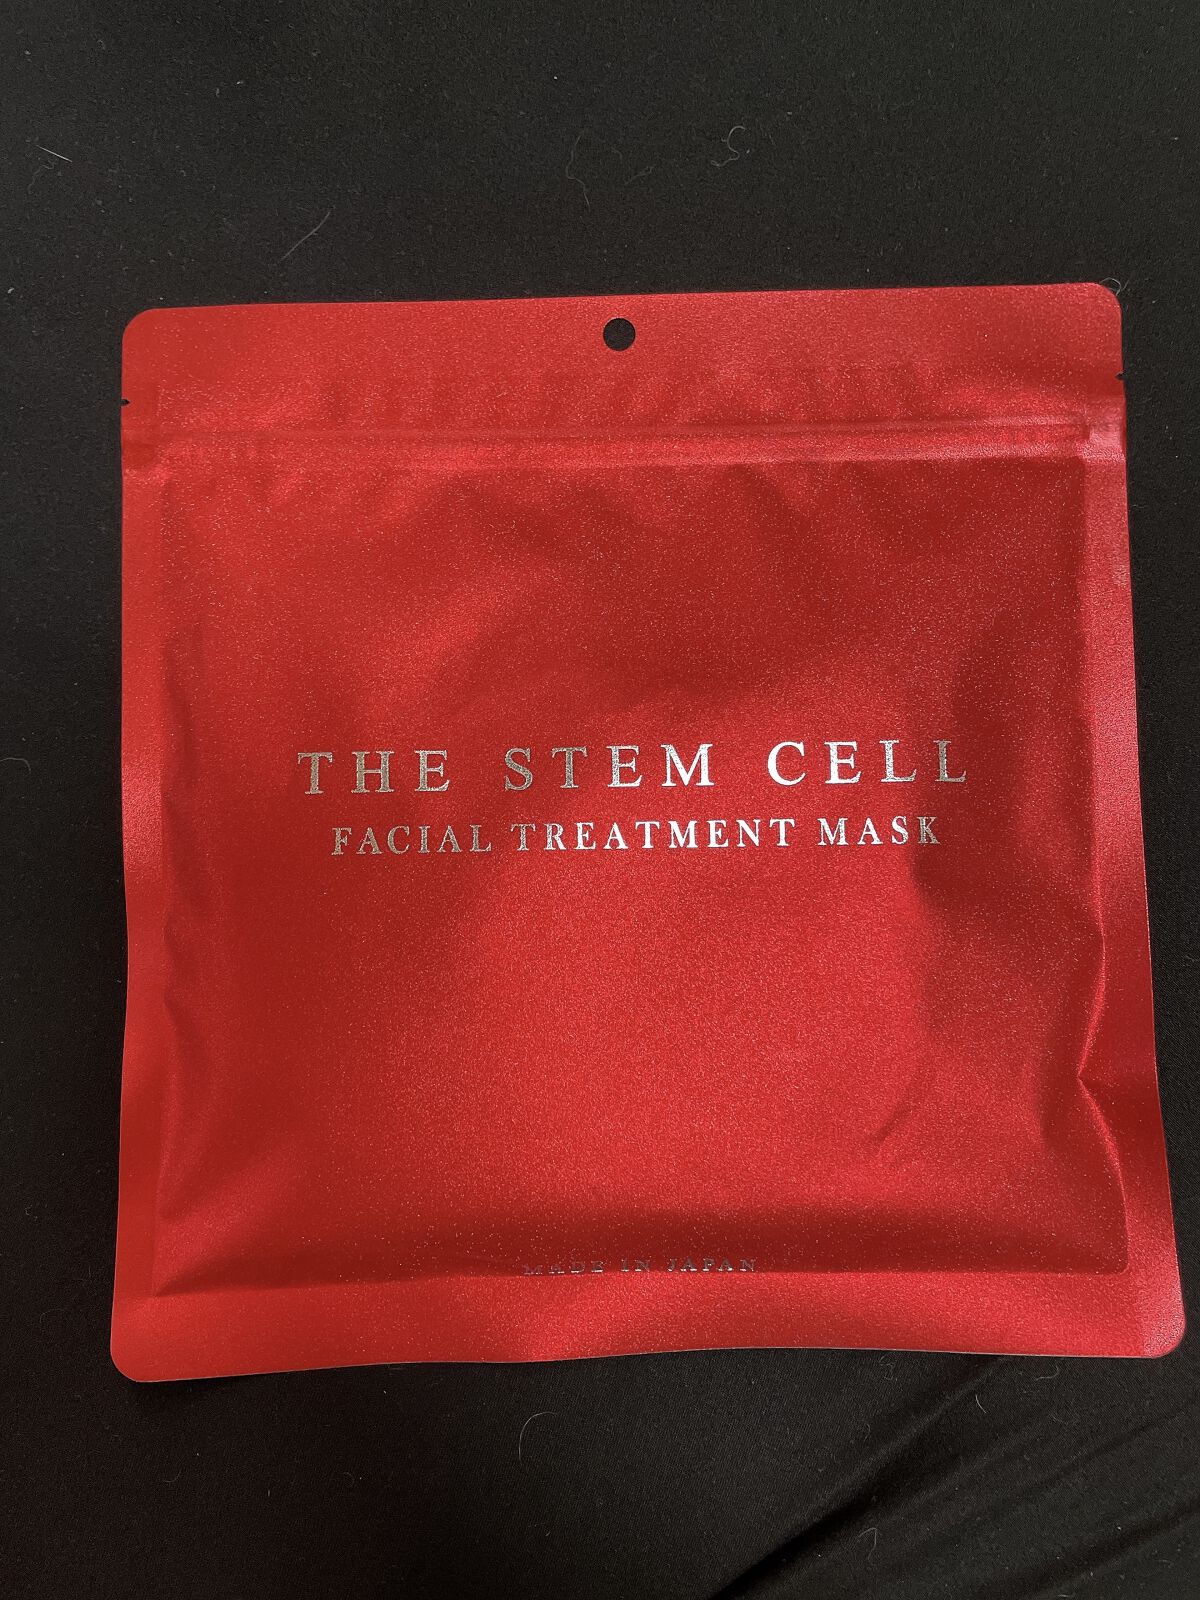 THE STEM CELL
FACIAL TREATMENT MASK
MADE IN JAPAN